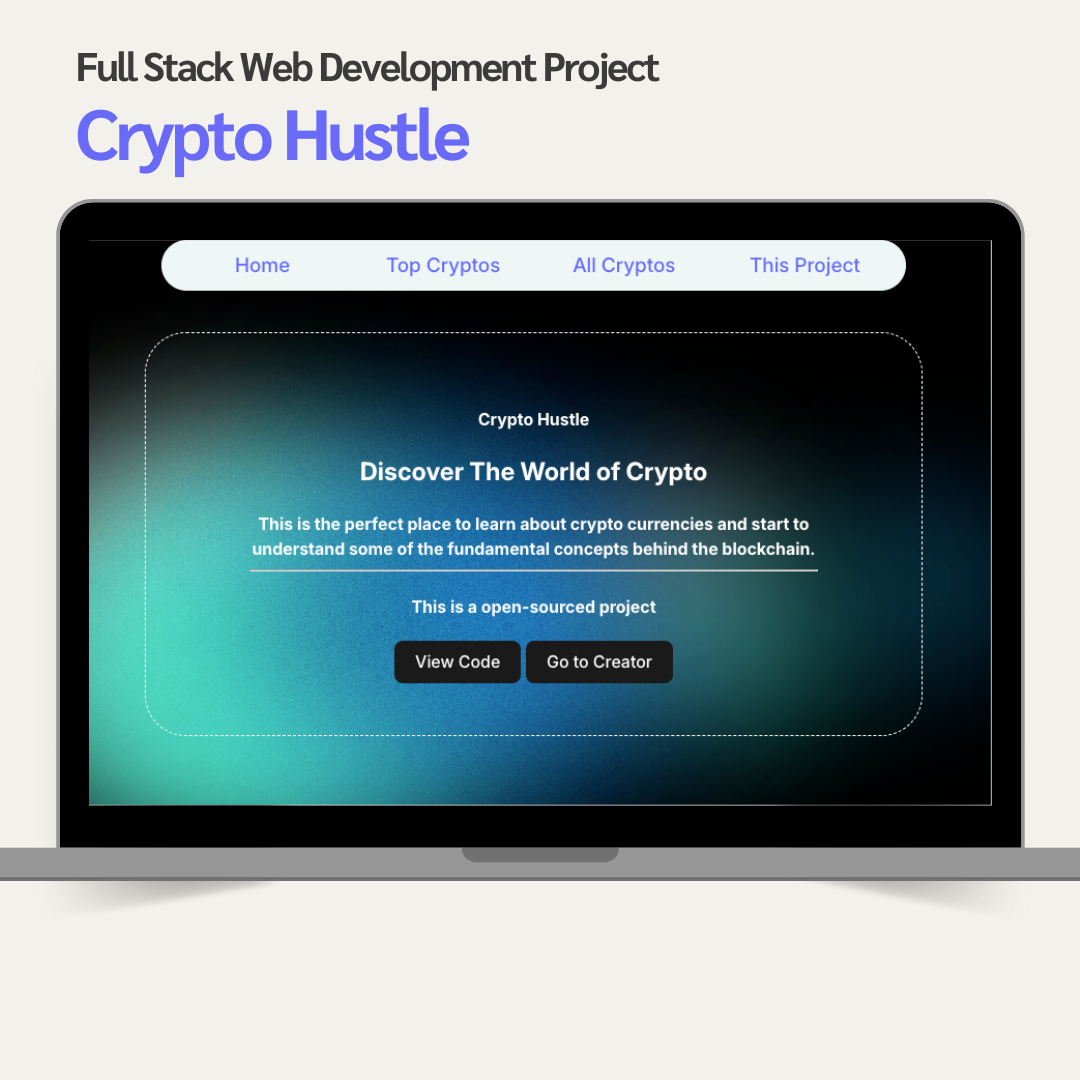 Full Stack Web Development Project
Crypto Hustle
Home Top Cryptos All Cryptos This Project
Crypto Hustle
Discover The World of Crypto
This is the perfect place to learn about crypto currencies and start to
understand some of the fundamental concepts behind the blockchain.
This is a open-sourced project
View Code Go to Creator